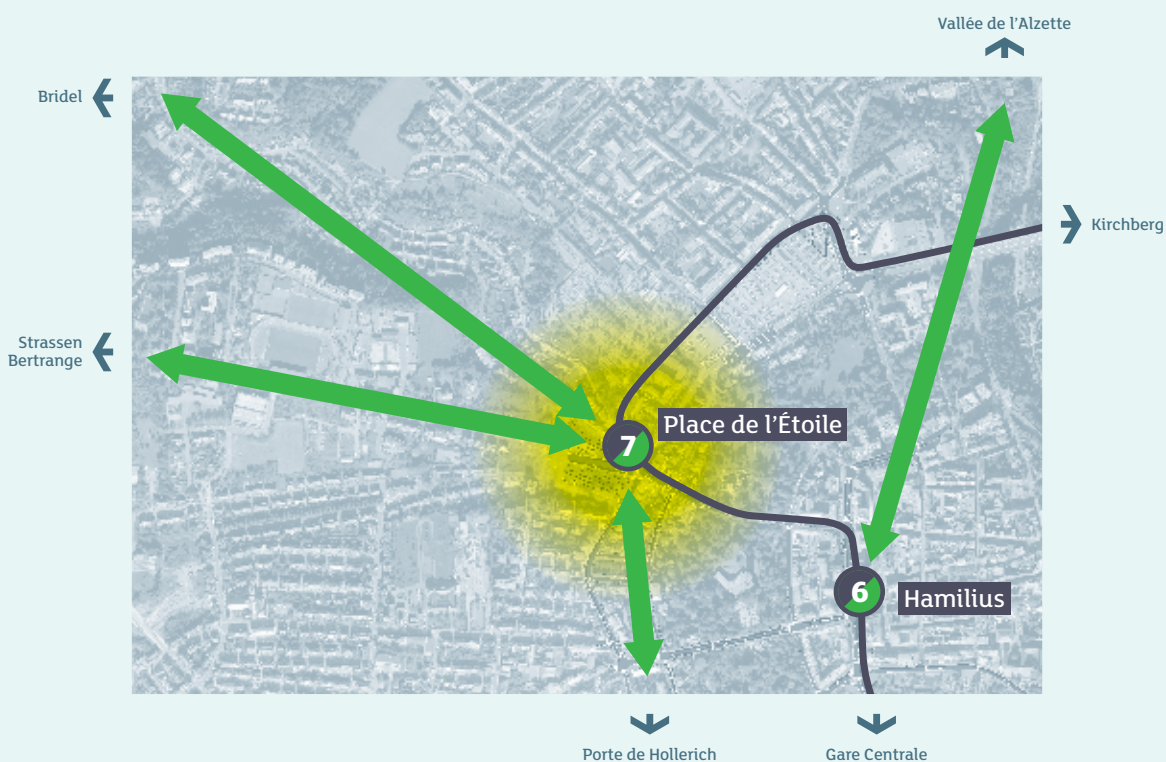 Vallée de l'Alzette
Bridel
Kirchberg
Strassen
Bertrange
7
Place de l'Étoile
6
Hamilius
Porte de Hollerich
Gare Centrale